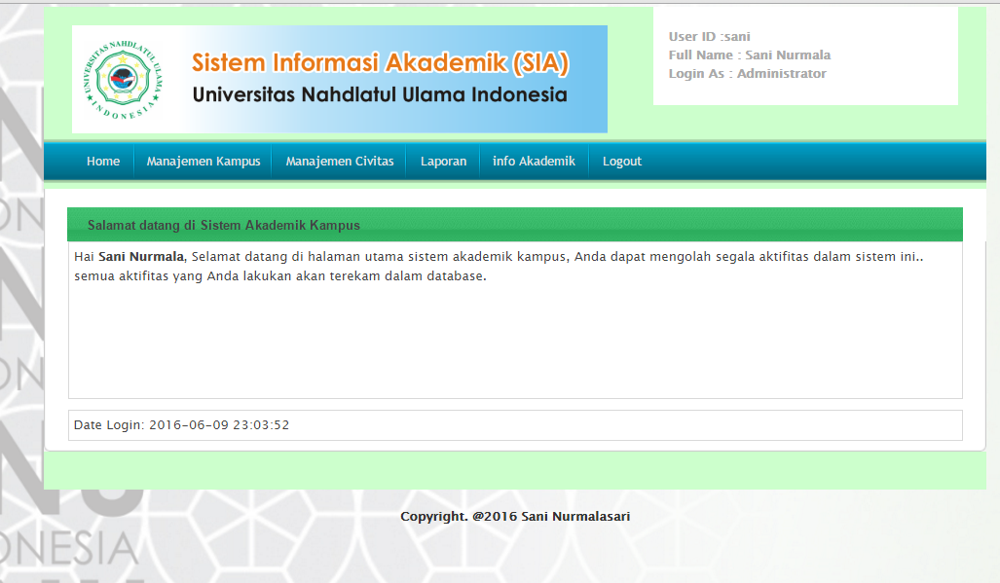 UNIVERSITAS NAHDLATUL ULAMA
INDONESIA
Sistem Informasi Akademik (SIA)
Universitas Nahdlatul Ulama Indonesia
User ID :sani
Full Name : Sani Nurmala
Login As : Administrator
Home Manajemen Kampus Manajemen Civitas Laporan info Akademik Logout
Salamat datang di Sistem Akademik Kampus
Hai Sani Nurmala, Selamat datang di halaman utama sistem akademik kampus, Anda dapat mengolah segala aktifitas dalam sistem ini..
semua aktifitas yang Anda lakukan akan terekam dalam database.
Date Login: 2016-06-09 23:03:52
Copyright. @2016 Sani Nurmalasari
ONESIA